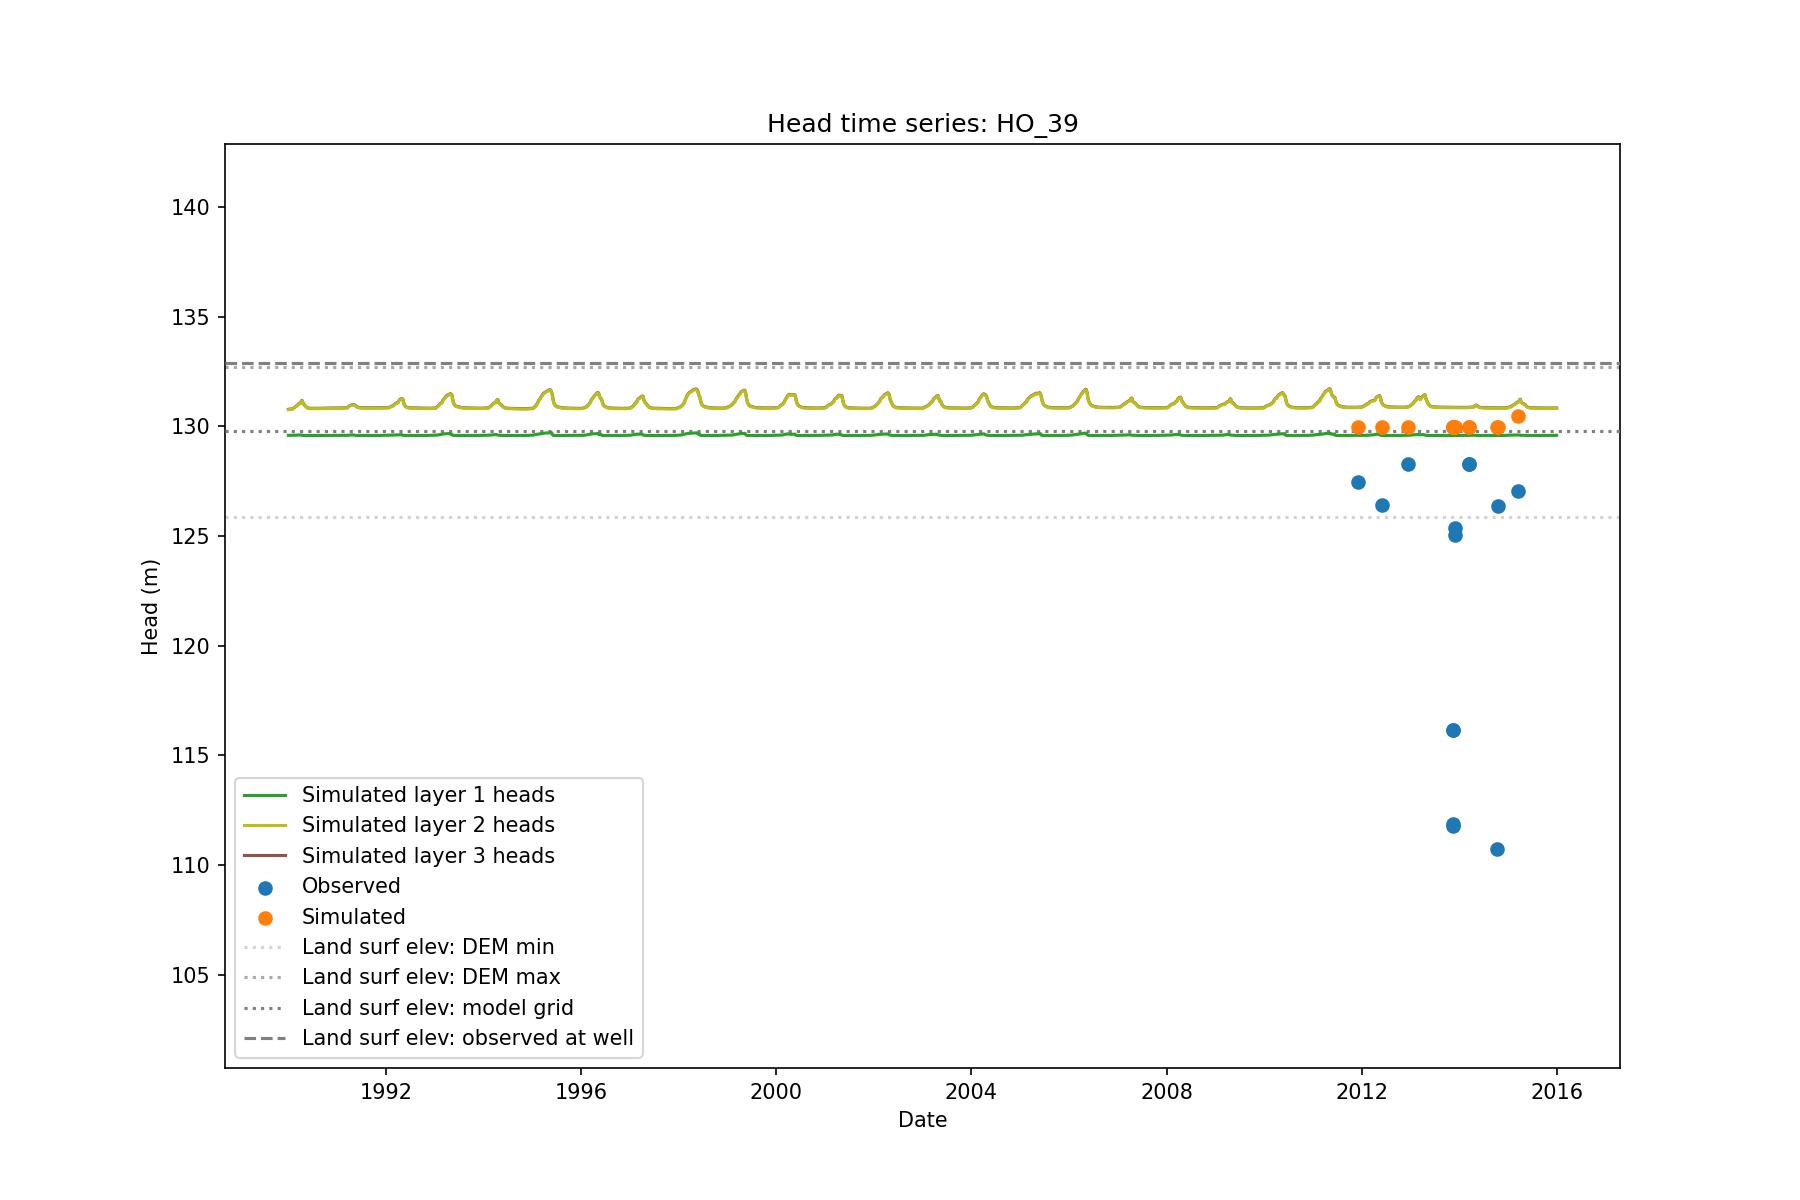 Head time series: HO_39
140
135
130
125
120
115
110
105
Head (m)
Simulated layer 1 heads
Simulated layer 2 heads
Simulated layer 3 heads
Observed
Simulated
Land surf elev: DEM min
Land surf elev: DEM max
Land surf elev: model grid
Land surf elev: observed at well
1992
1996
2000
2004
2008
2012
2016
Date